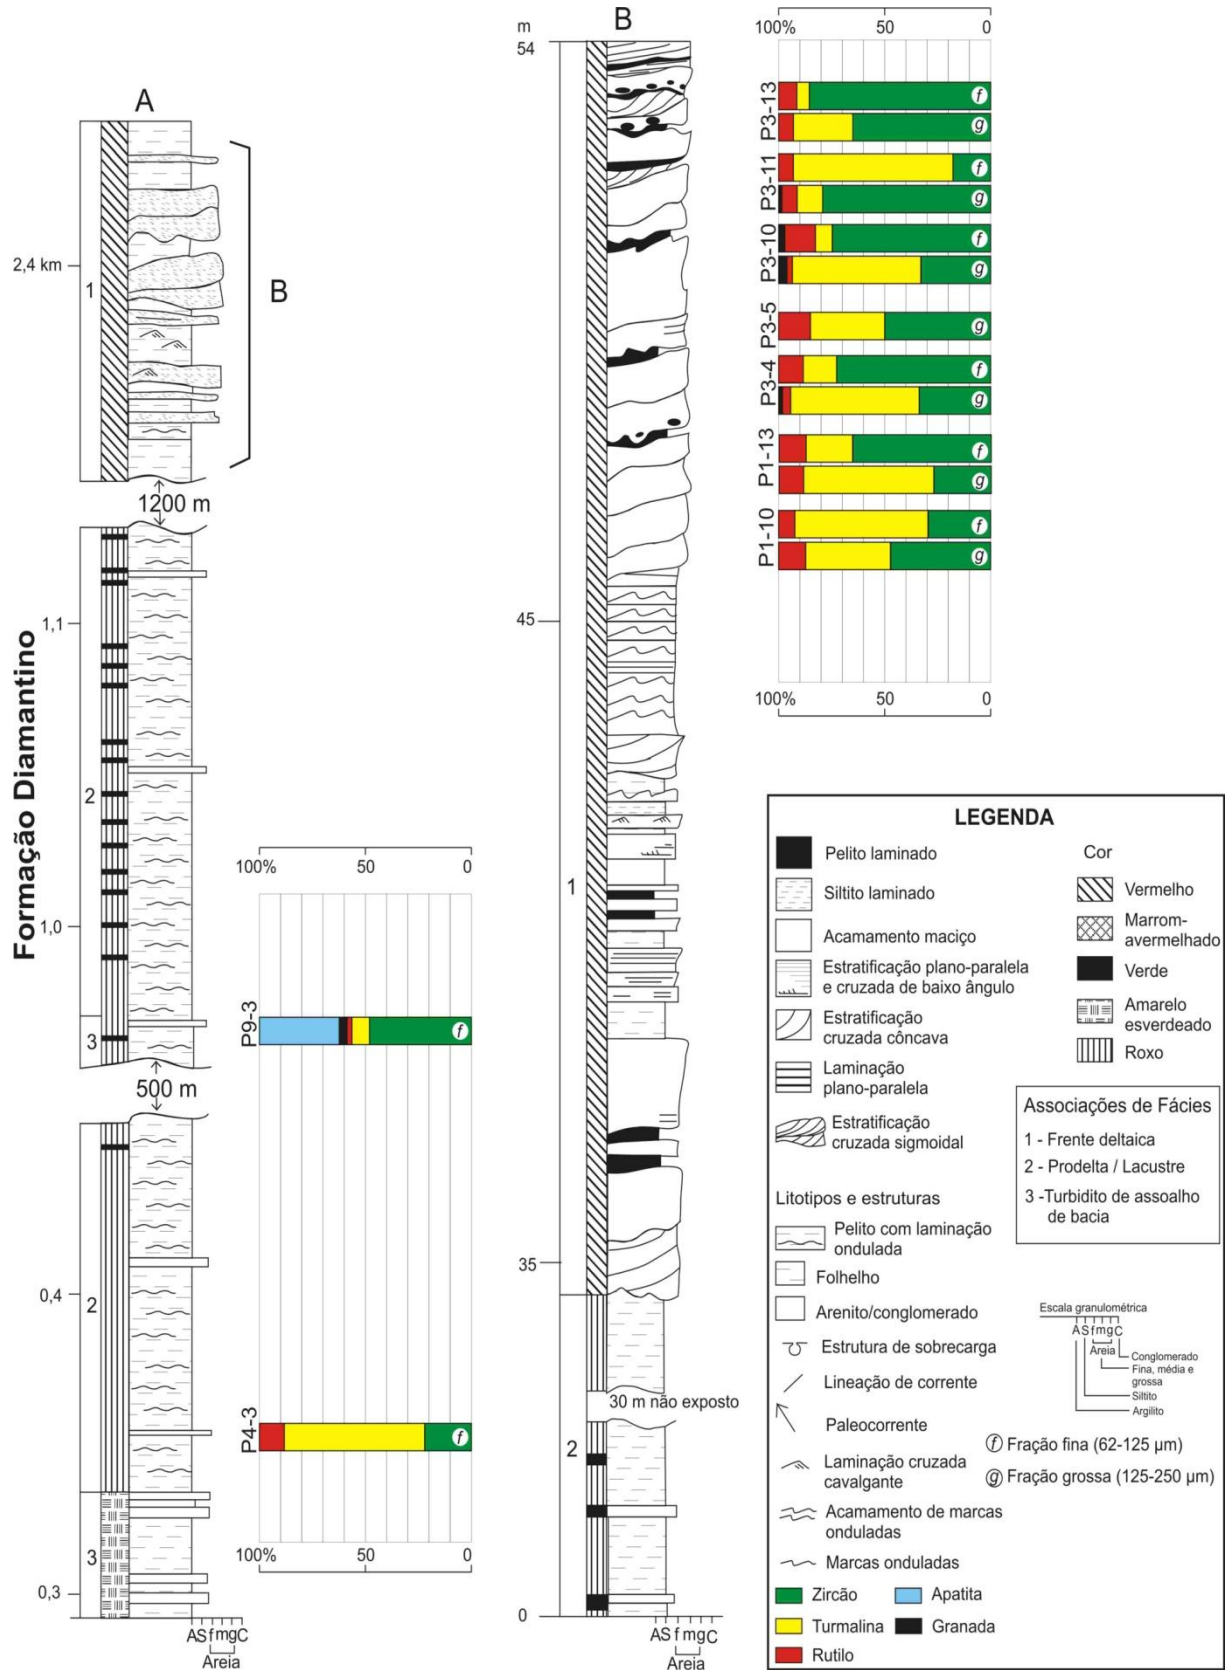 A
2,4 km
1
B
1200 m
Formação Diamantino
1,1
2
1,0
3
500 m
0,4
2
3
0,3
ASfmgC
Areia
100%
50
0
P9-3
f
P4-3
f
100%
50
0
m
B
54
45
1
35
30 m não exposto
2
0
ASfmgC
Areia
100%
50
0
P3-13
f
g
P3-11
f
g
P3-10
f
g
P3-5
g
P3-4
f
g
P1-13
f
g
P1-10
f
g
100%
50
0
LEGENDA
Pelito laminado
Siltito laminado
Acamamento maciço
Estratificação plano-paralela
e cruzada de baixo ângulo
Estratificação
cruzada côncava
Laminação
plano-paralela
Estratificação
cruzada sigmoidal
Cor
Vermelho
Marrom-
avermelhado
Verde
Amarelo
esverdeado
Roxo
Associações de Fácies
1 - Frente deltaica
2 - Prodelta / Lacustre
3 -Turbidito de assoalho
de bacia
Litotipos e estruturas
Pelito com laminação
ondulada
Folhelho
Arenito/conglomerado
Estrutura de sobrecarga
Lineação de corrente
Paleocorrente
Laminação cruzada
cavalgante
Acamamento de marcas
onduladas
Marcas onduladas
Escala granulométrica
ASfmgC
Areia
Conglomerado
Fina, média e
grossa
Siltito
Argilito
f Fração fina (62-125 µm)
g Fração grossa (125-250 µm)
Zircão
Apatita
Turmalina
Granada
Rutilo